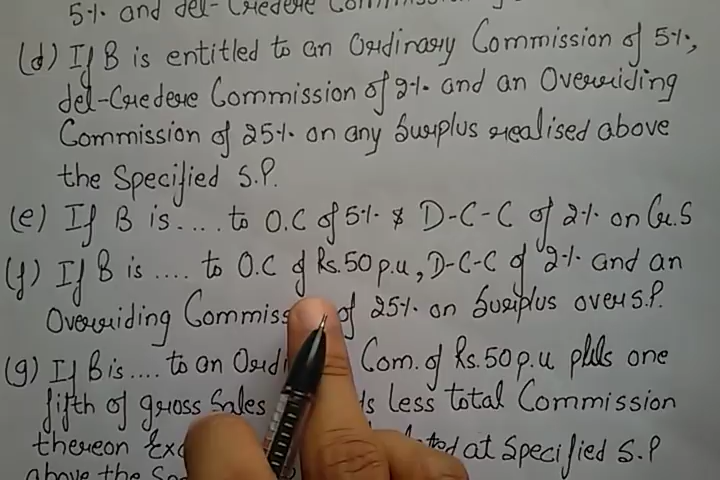 5% and del-Credere Commission
(d) If B is entitled to an Ordinary Commission of 5%,
del-Credere Commission of 2% and an Overriding
Commission of 25% on any Surplus realised above
the Specified S.P.
(e) If B is.... to O.C of 5% & D-C-C of 2% on Cr.S
(f) If B is .... to O.C of Rs.50 p.u, D-C-C of 2% and an
Overriding Commiss of 25% on Surplus over S.P.
(g) If B is.... to an Ordi Com. of Rs.50 p.u plus one
fifth of gross Sales less total Commission
thereon at Specified S.P
above the